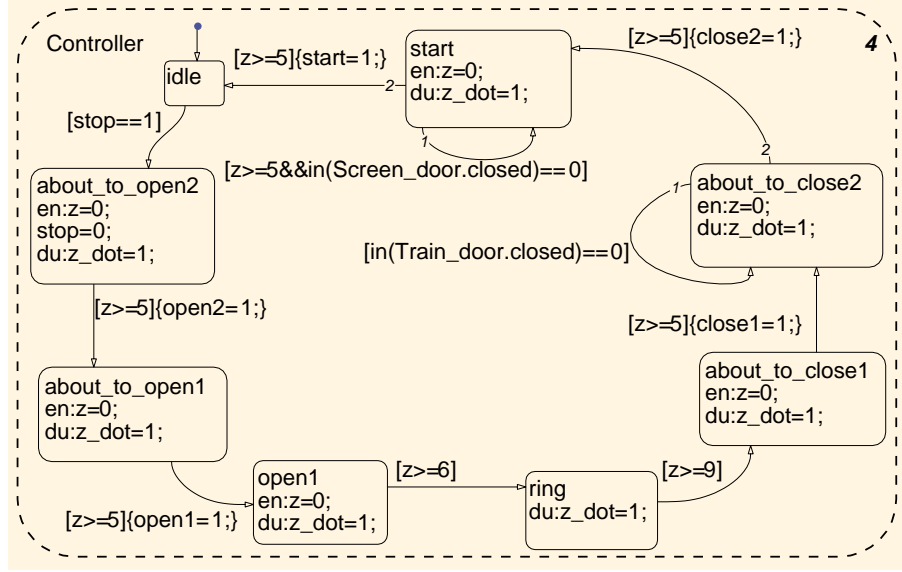 Controller
4
idle
[z>=5]{start=1;}
2
start
en:z=0;
du:z_dot=1;
[z>=5]{close2=1;}
[stop==1]
1
[z>=5&&in(Screen_door.closed)==0]
about_to_open2
en:z=0;
stop=0;
du:z_dot=1;
2
1
about_to_close2
en:z=0;
du:z_dot=1;
[in(Train_door.closed)==0]
[z>=5]{open2=1;}
[z>=5]{close1=1;}
about_to_open1
en:z=0;
du:z_dot=1;
about_to_close1
en:z=0;
du:z_dot=1;
[z>=5]{open1=1;}
open1
en:z=0;
du:z_dot=1;
[z>=6]
ring
du:z_dot=1;
[z>=9]